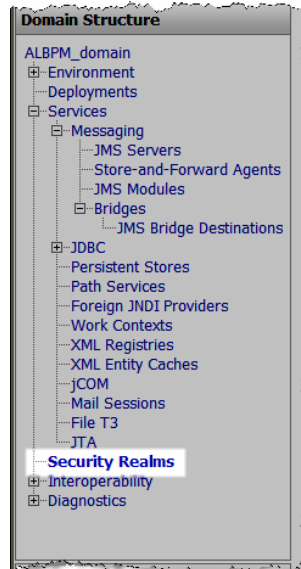 Domain Structure
ALBPM_domain
Environment
Deployments
Services
Messaging
JMS Servers
Store-and-Forward Agents
JMS Modules
Bridges
JMS Bridge Destinations
JDBC
Persistent Stores
Path Services
Foreign JNDI Providers
Work Contexts
XML Registries
XML Entity Caches
jCOM
Mail Sessions
File T3
JTA
Security Realms
Interoperability
Diagnostics